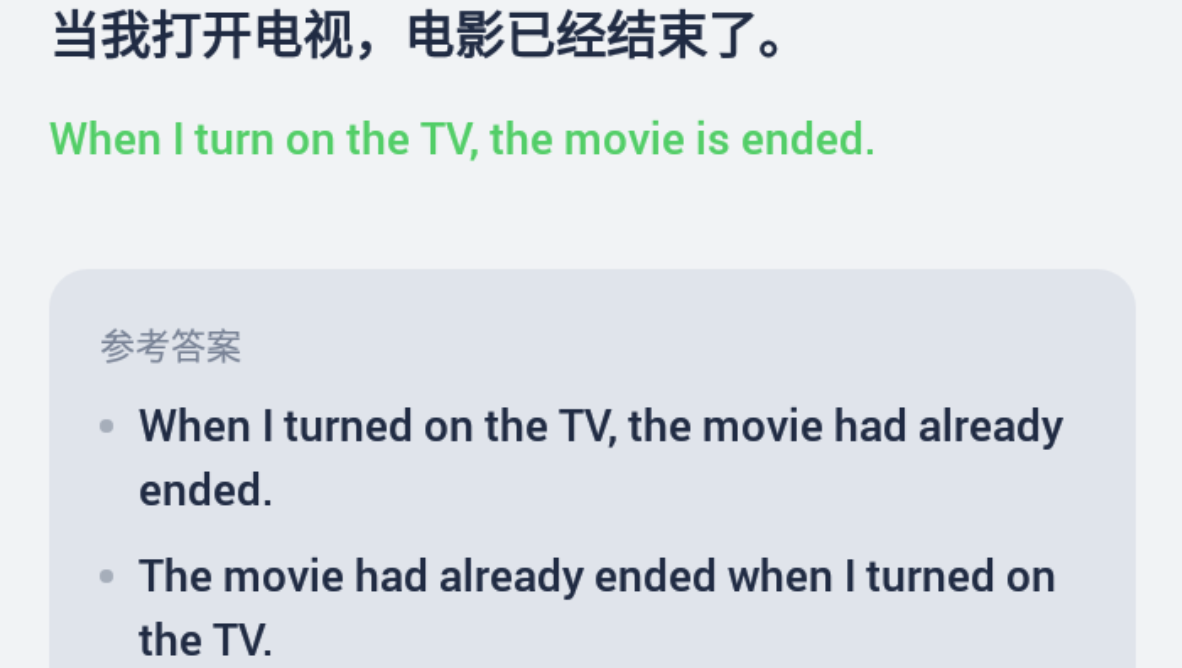 当我打开电视，电影已经结束了。
When I turn on the TV, the movie is ended.
参考答案
When I turned on the TV, the movie had already
ended.
The movie had already ended when I turned on
the TV.